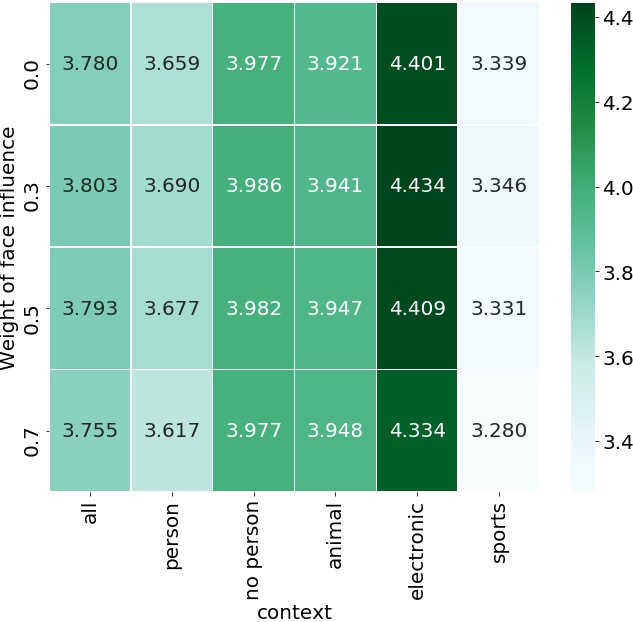 Weight of face influence
0.0 3.780 3.659 3.977 3.921 4.401 3.339
0.3 3.803 3.690 3.986 3.941 4.434 3.346
0.5 3.793 3.677 3.982 3.947 4.409 3.331
0.7 3.755 3.617 3.977 3.948 4.334 3.280
all person no person animal electronic sports
context
4.4
4.2
4.0
3.8
3.6
3.4